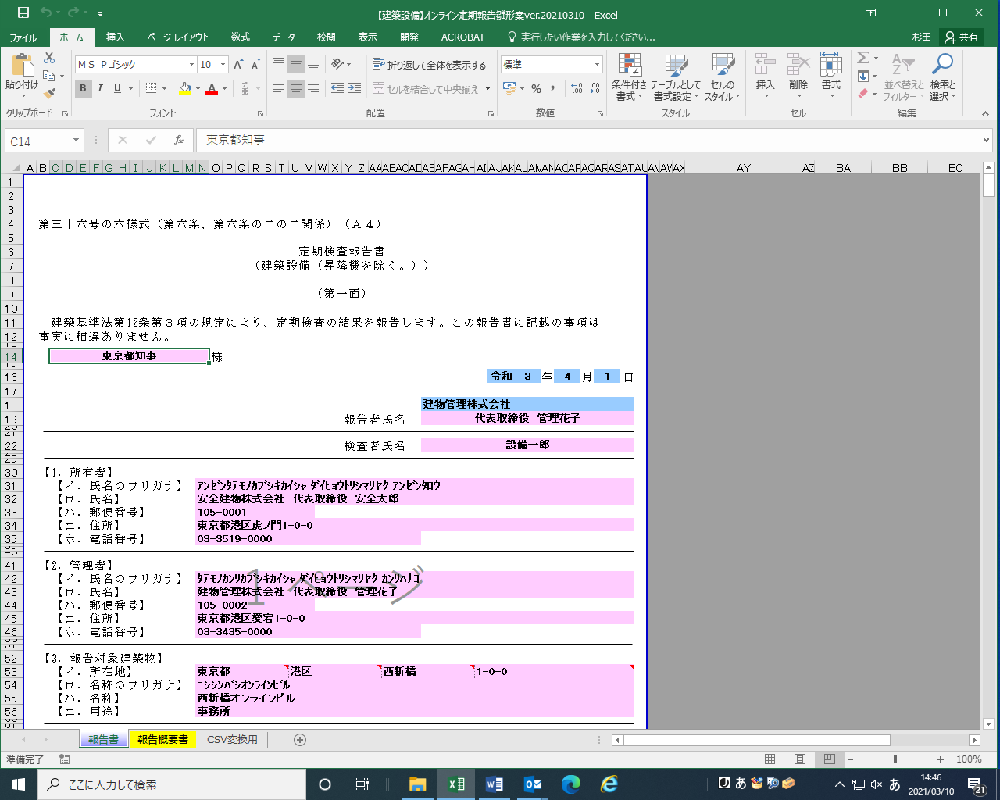 【建築設備】オンライン定期報告雛形案ver.20210310 - Excel
ファイル ホーム 挿入 ページ レイアウト 数式 データ 校閲 表示 開発 ACROBAT 実行したい作業を入力してください... 杉田 共有
貼り付け ＭＳ Ｐゴシック 10 折り返して全体を表示する 標準 条件付き書式 テーブルとして書式設定 セルのスタイル 挿入 削除 書式 並べ替えとフィルター 検索と選択
B I U セルを結合して中央揃え % ,
クリップボード フォント 配置 数値 スタイル セル 編集
C14 fx 東京都知事
第三十六号の六様式（第六条、第六条の二の二関係）（Ａ４）
定期検査報告書
（建築設備（昇降機を除く。））
（第一面）
建築基準法第12条第３項の規定により、定期検査の結果を報告します。この報告書に記載の事項は
事実に相違ありません。
東京都知事 様
令和 3 年 4 月 1 日
建物管理株式会社
報告者氏名 代表取締役 管理花子
検査者氏名 設備一郎
【1. 所有者】
【イ. 氏名のフリガナ】 ｱﾝｾﾞﾝﾀﾃﾓﾉｶﾌﾞｼｷｶｲｼｬ ﾀﾞｲﾋｮｳﾄﾘｼﾏﾘﾔｸ ｱﾝｾﾞﾝﾀﾛｳ
【ロ. 氏名】 安全建物株式会社 代表取締役 安全太郎
【ハ. 郵便番号】 105-0001
【ニ. 住所】 東京都港区虎ノ門1-0-0
【ホ. 電話番号】 03-3519-0000
【2. 管理者】
【イ. 氏名のフリガナ】 ﾀﾃﾓﾉｶﾝﾘｶﾌﾞｼｷｶｲｼｬ ﾀﾞｲﾋｮｳﾄﾘｼﾏﾘﾔｸ ｶﾝﾘﾊﾅｺ
【ロ. 氏名】 建物管理株式会社 代表取締役 管理花子
1 ページ
【ハ. 郵便番号】 105-0002
【ニ. 住所】 東京都港区愛宕1-0-0
【ホ. 電話番号】 03-3435-0000
【3. 報告対象建築物】
【イ. 所在地】 東京都 港区 西新橋 1-0-0
【ロ. 名称のフリガナ】 ﾆｼｼﾝﾊﾞｼｵﾝﾗｲﾝﾋﾞﾙ
【ハ. 名称】 西新橋オンラインビル
【ニ. 用途】 事務所
報告書 報告概要書 CSV変換用
準備完了 100%
ここに入力して検索 あ あ 14:46
2021/03/10 21